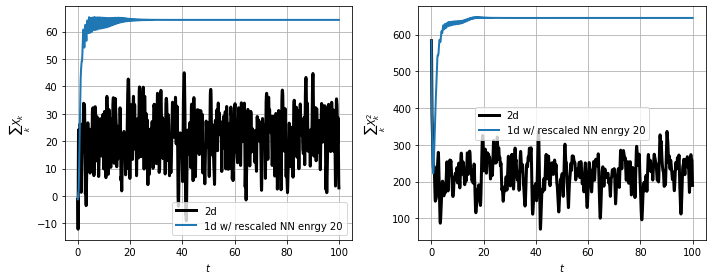 60
50
40
30
20
10
0
−10
∑ X_k
k
0 20 40 60 80 100
t
2d
1d w/ rescaled NN enrgy 20
600
500
400
300
200
100
∑ X_k^2
k
0 20 40 60 80 100
t
2d
1d w/ rescaled NN enrgy 20